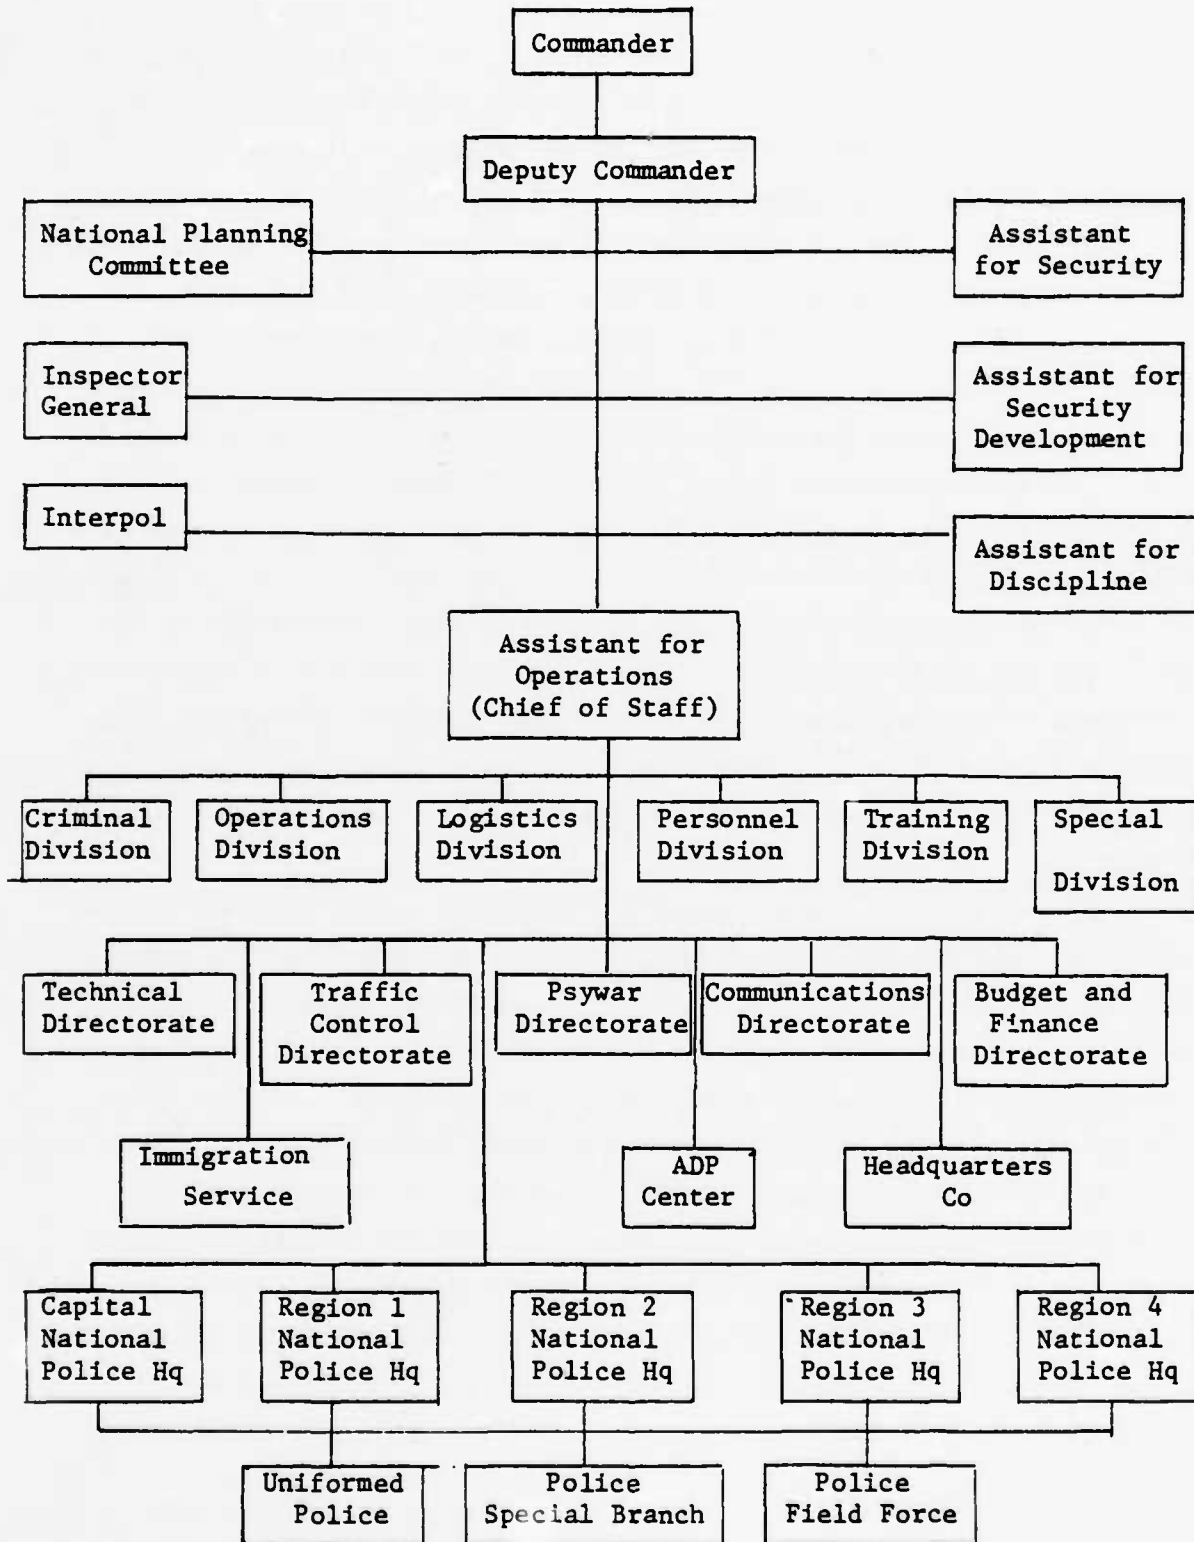 Commander
Deputy Commander
National Planning
Committee
Assistant
for Security
Inspector
General
Assistant for
Security
Development
Interpol
Assistant for
Discipline
Assistant for
Operations
(Chief of Staff)
Criminal
Division
Operations
Division
Logistics
Division
Personnel
Division
Training
Division
Special
Division
Technical
Directorate
Traffic
Control
Directorate
Psywar
Directorate
Communications
Directorate
Budget and
Finance
Directorate
Immigration
Service
ADP
Center
Headquarters
Co
Capital
National
Police Hq
Region 1
National
Police Hq
Region 2
National
Police Hq
Region 3
National
Police Hq
Region 4
National
Police Hq
Uniformed
Police
Police
Special Branch
Police
Field Force